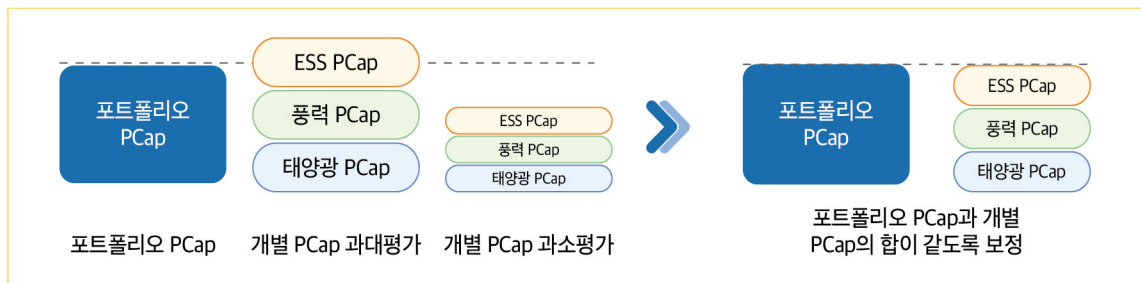 포트폴리오
PCap
ESS PCap
풍력 PCap
태양광 PCap
ESS PCap
풍력 PCap
태양광 PCap
포트폴리오 PCap
개별 PCap 과대평가
개별 PCap 과소평가
포트폴리오
PCap
ESS PCap
풍력 PCap
태양광 PCap
포트폴리오 PCap과 개별
PCap의 합이 같도록 보정